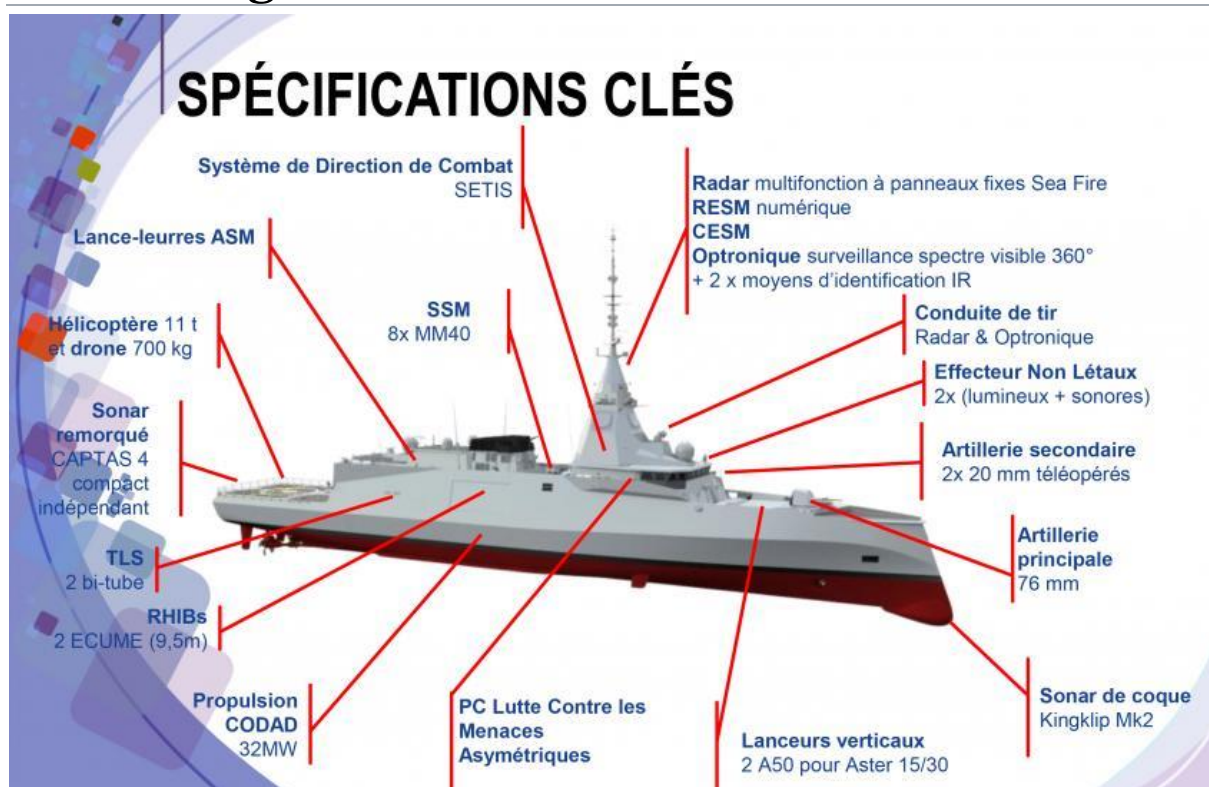 SPÉCIFICATIONS CLÉS
Système de Direction de Combat
SETIS
Radar multifonction à panneaux fixes Sea Fire
RESM numérique
CESM
Optronique surveillance spectre visible 360°
+ 2 x moyens d’identification IR
Lance-leurres ASM
SSM
8x MM40
Hélicoptère 11 t
et drone 700 kg
Conduite de tir
Radar & Optronique
Effecteur Non Létaux
2x (lumineux + sonores)
Sonar
remorqué
CAPTAS 4
compact
indépendant
Artillerie secondaire
2x 20 mm téléopérés
TLS
2 bi-tube
Artillerie
principale
76 mm
RHIBs
2 ECUME (9,5m)
Propulsion
CODAD
32MW
PC Lutte Contre les
Menaces
Asymétriques
Lanceurs verticaux
2 A50 pour Aster 15/30
Sonar de coque
Kingklip Mk2